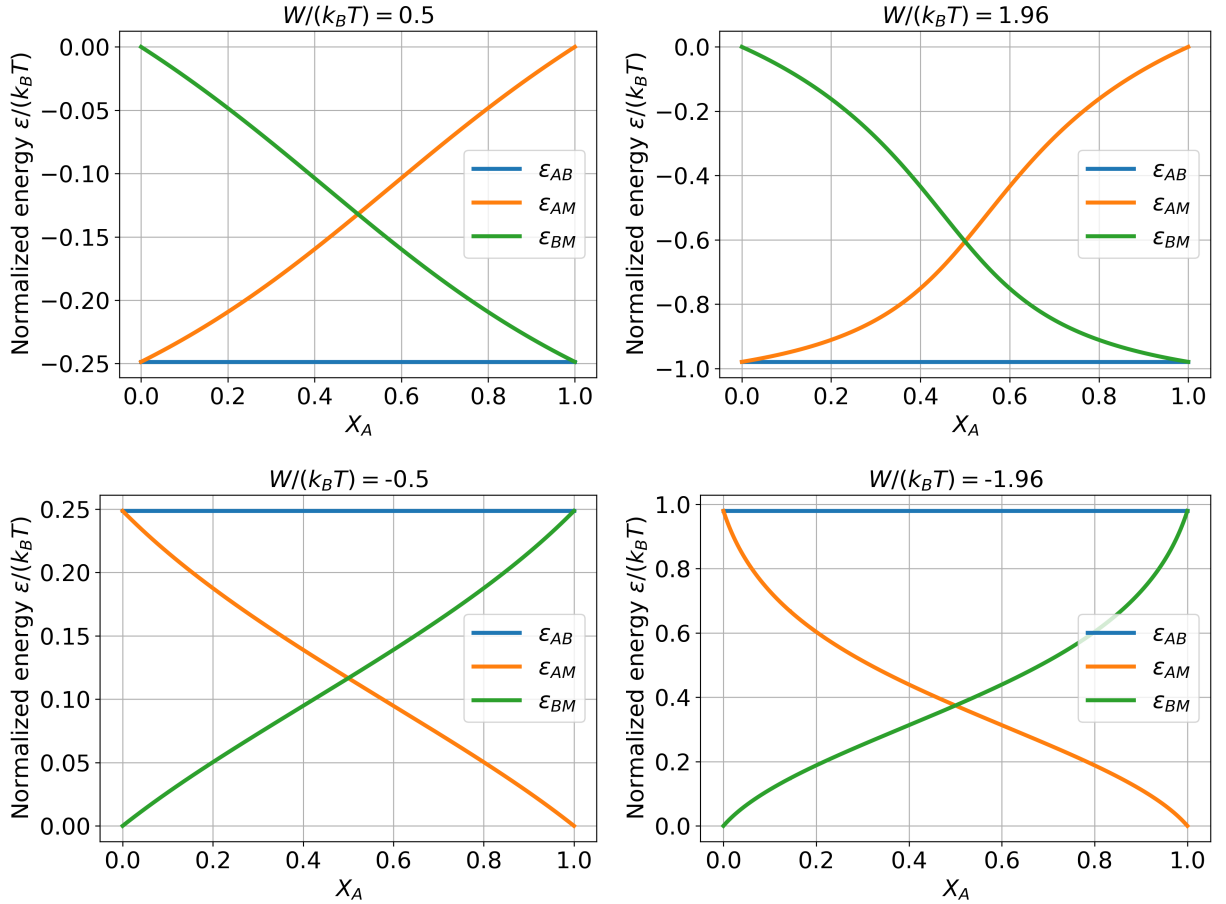 W/(k_BT) = 0.5
Normalized energy ε/(k_BT)
0.00
−0.05
−0.10
−0.15
−0.20
−0.25
0.0 0.2 0.4 0.6 0.8 1.0
X_A
ε_AB
ε_AM
ε_BM
W/(k_BT) = 1.96
Normalized energy ε/(k_BT)
0.0
−0.2
−0.4
−0.6
−0.8
−1.0
0.0 0.2 0.4 0.6 0.8 1.0
X_A
ε_AB
ε_AM
ε_BM
W/(k_BT) = -0.5
Normalized energy ε/(k_BT)
0.25
0.20
0.15
0.10
0.05
0.00
0.0 0.2 0.4 0.6 0.8 1.0
X_A
ε_AB
ε_AM
ε_BM
W/(k_BT) = -1.96
Normalized energy ε/(k_BT)
1.0
0.8
0.6
0.4
0.2
0.0
0.0 0.2 0.4 0.6 0.8 1.0
X_A
ε_AB
ε_AM
ε_BM